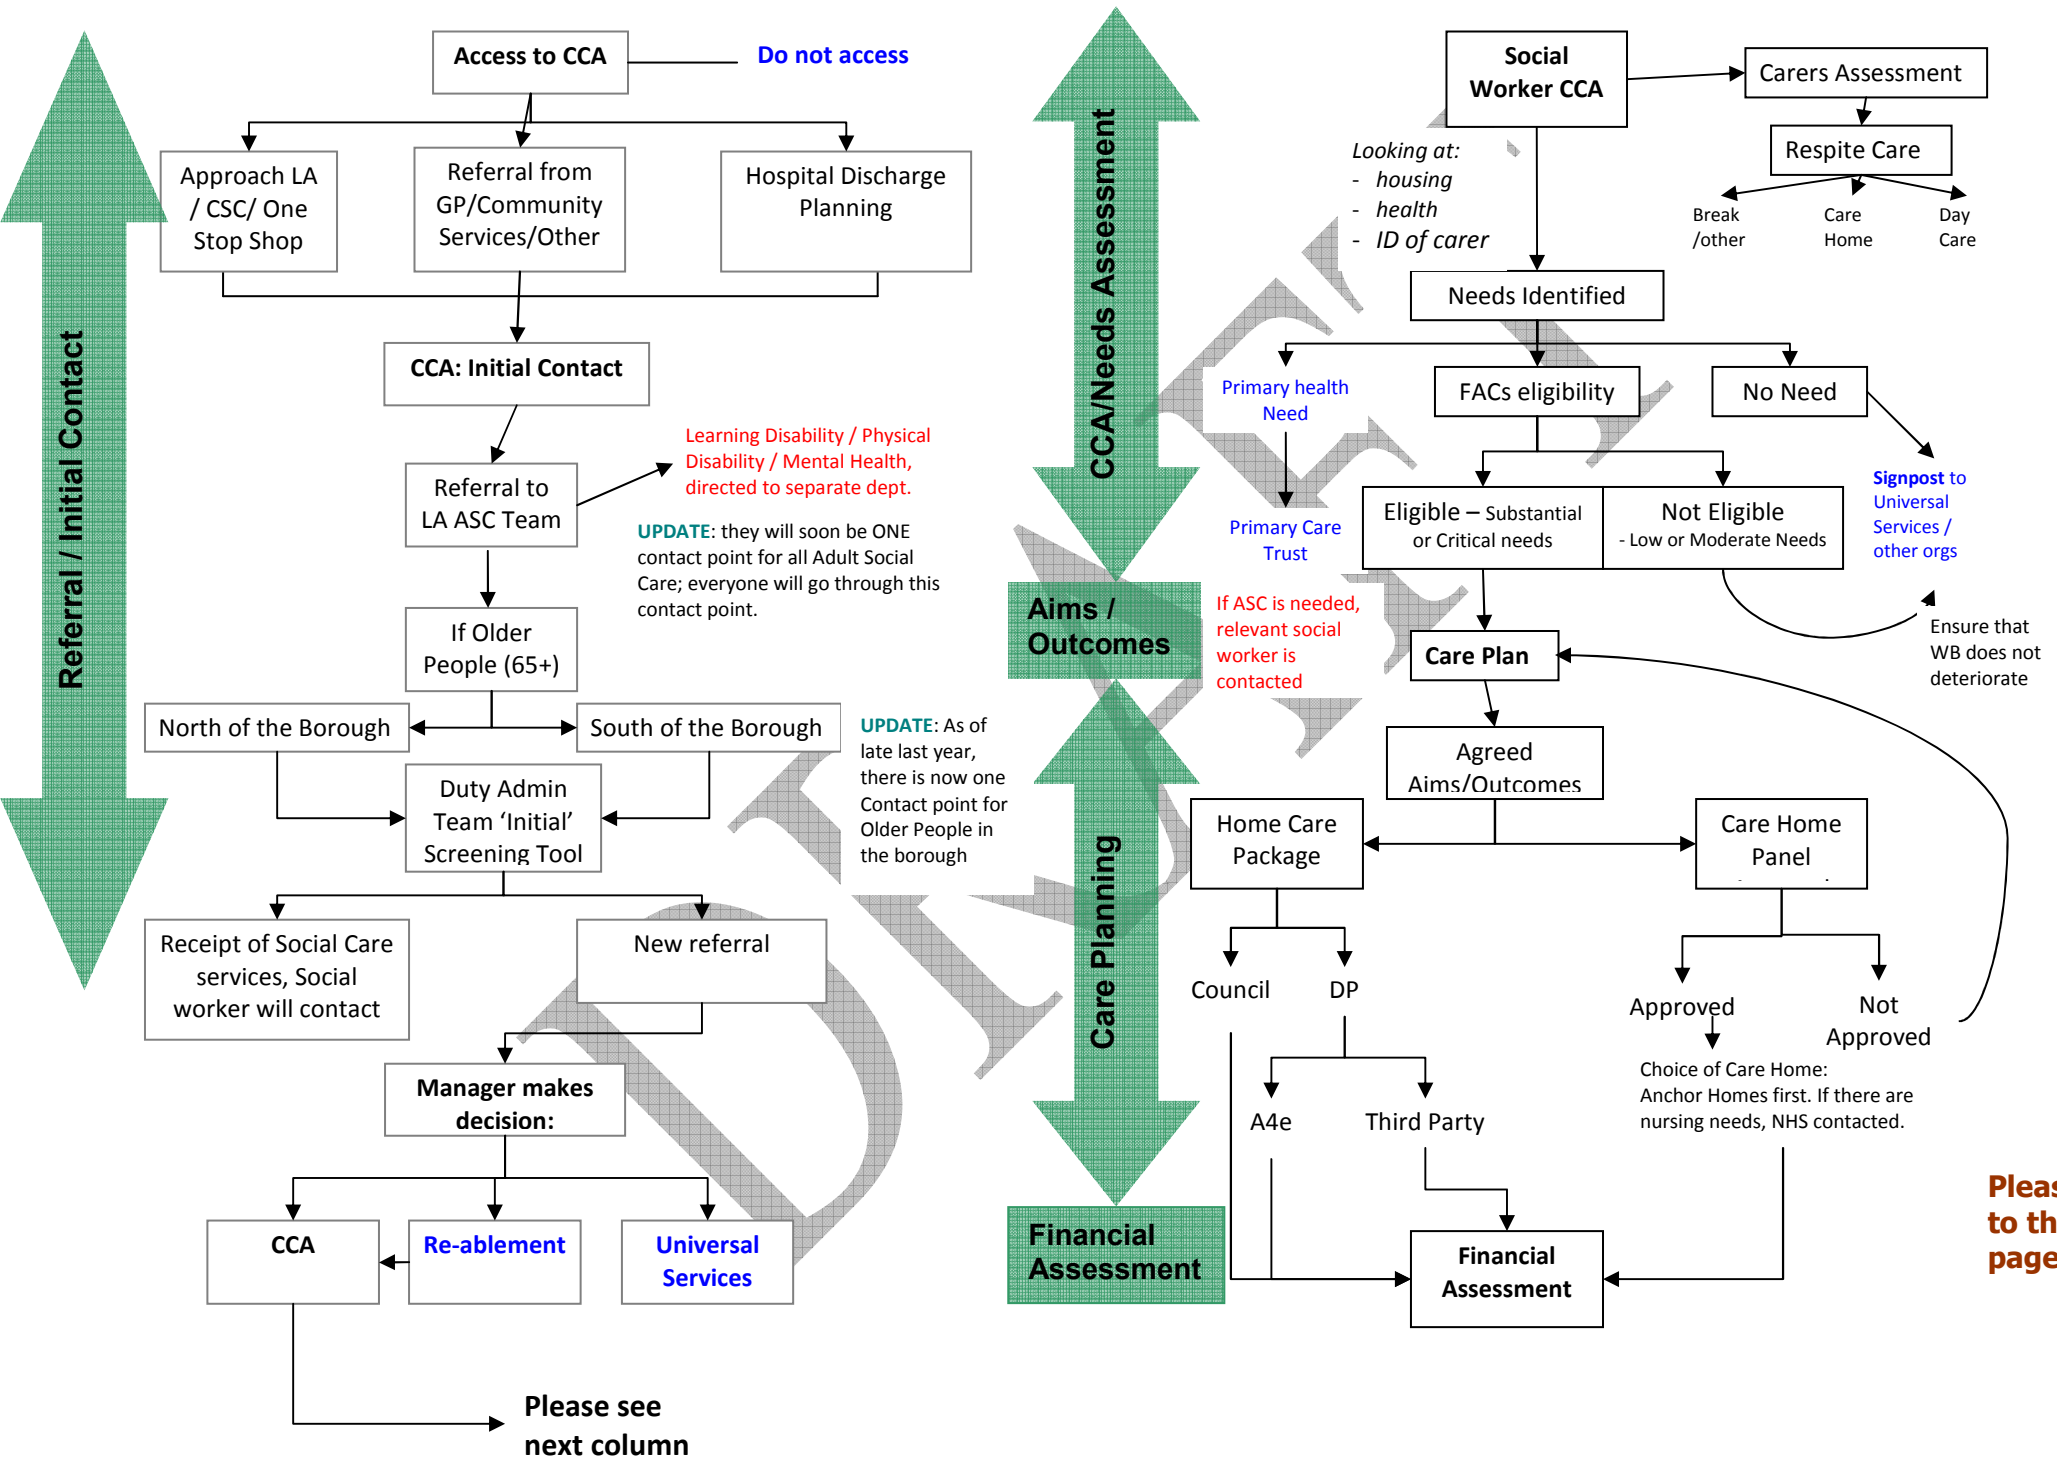 Access to CCA
Do not access
Approach LA
/ CSC/ One
Stop Shop
Referral from
GP/Community
Services/Other
Hospital Discharge
Planning
CCA: Initial Contact
Referral to
LA ASC Team
Learning Disability / Physical
Disability / Mental Health,
directed to separate dept.
UPDATE: they will soon be ONE
contact point for all Adult Social
Care; everyone will go through this
contact point.
If Older
People (65+)
North of the Borough
South of the Borough
UPDATE: As of
late last year,
there is now one
Contact point for
Older People in
the borough
Duty Admin
Team ‘Initial’
Screening Tool
Receipt of Social Care
services, Social
worker will contact
New referral
Manager makes
decision:
CCA
Re-ablement
Universal
Services
Please see
next column
Referral / Initial Contact
CCA/Needs Assessment
Aims /
Outcomes
Care Planning
Financial
Assessment
Social
Worker CCA
Carers Assessment
Respite Care
Break
/other
Care
Home
Day
Care
Looking at:
- housing
- health
- ID of carer
Needs Identified
Primary health
Need
FACs eligibility
No Need
Primary Care
Trust
Eligible – Substantial
or Critical needs
Not Eligible
- Low or Moderate Needs
Signpost to
Universal
Services /
other orgs
If ASC is needed,
relevant social
worker is
contacted
Ensure that
WB does not
deteriorate
Care Plan
Agreed
Aims/Outcomes
Home Care
Package
Care Home
Panel
Council
DP
Approved
Not
Approved
A4e
Third Party
Choice of Care Home:
Anchor Homes first. If there are
nursing needs, NHS contacted.
Financial
Assessment
to th
page
DRAFT